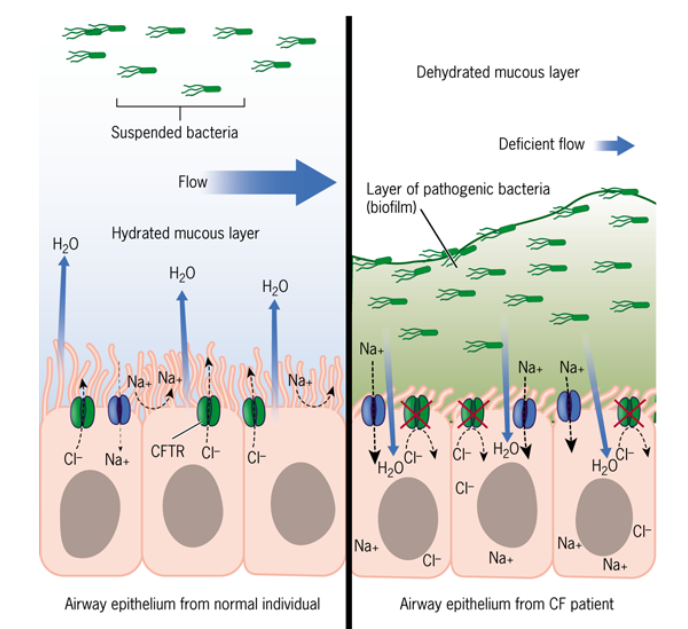 Suspended bacteria
Flow
Hydrated mucous layer
H2O
H2O
H2O
Na+
Na+
Na+
Cl–
Na+
CFTR
Cl–
Cl–
Airway epithelium from normal individual
Dehydrated mucous layer
Deficient flow
Layer of pathogenic bacteria
(biofilm)
Na+
Na+
Na+
H2O
Cl–
Cl–
H2O
H2O
Cl–
Cl–
Na+
Cl–
Na+
Na+
Cl–
Na+
Airway epithelium from CF patient